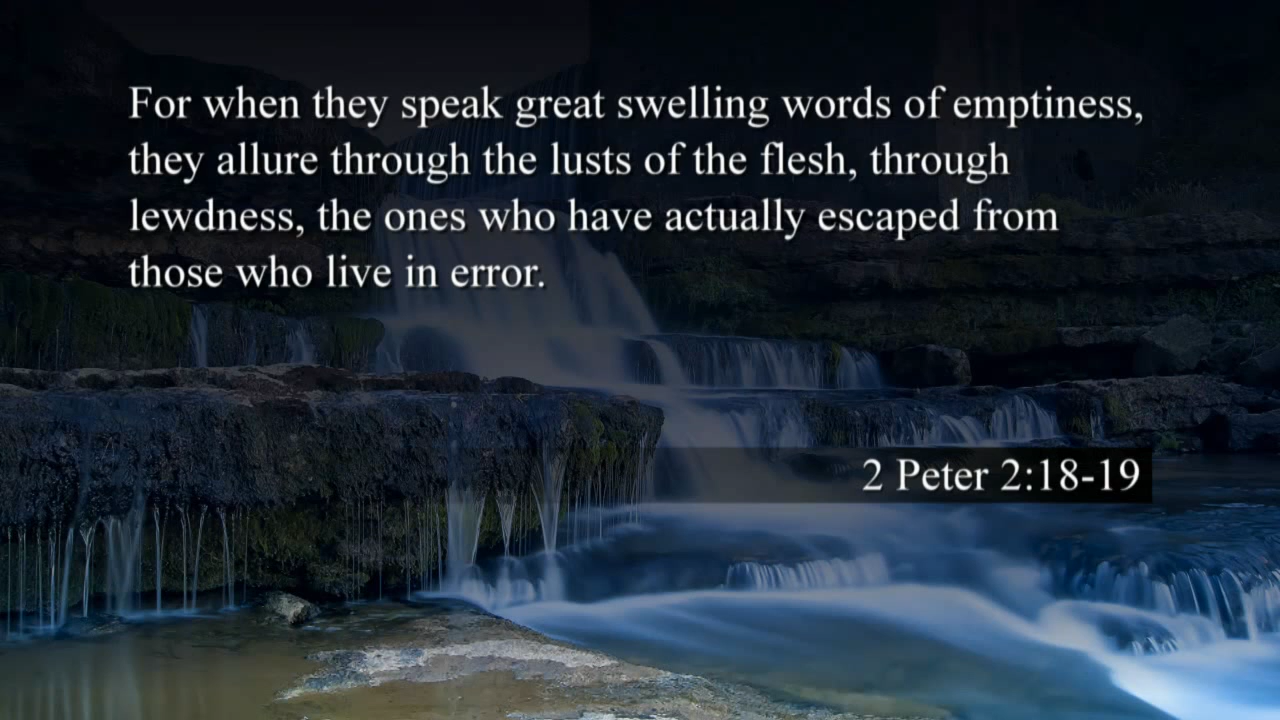 For when they speak great swelling words of emptiness,
they allure through the lusts of the flesh, through
lewdness, the ones who have actually escaped from
those who live in error.
2 Peter 2:18-19